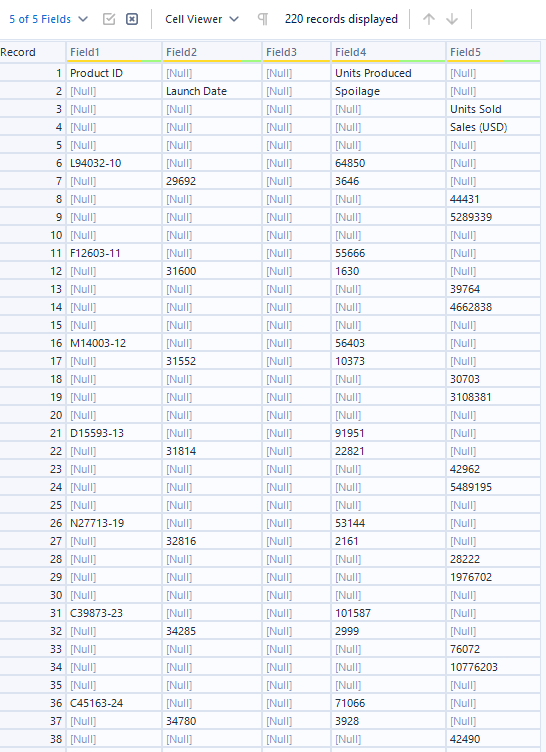 5 of 5 Fields Cell Viewer 220 records displayed
Record Field1 Field2 Field3 Field4 Field5
1 Product ID [Null] [Null] Units Produced [Null]
2 [Null] Launch Date [Null] Spoilage [Null]
3 [Null] [Null] [Null] [Null] Units Sold
4 [Null] [Null] [Null] [Null] Sales (USD)
5 [Null] [Null] [Null] [Null] [Null]
6 L94032-10 [Null] [Null] 64850 [Null]
7 [Null] 29692 [Null] 3646 [Null]
8 [Null] [Null] [Null] [Null] 44431
9 [Null] [Null] [Null] [Null] 5289339
10 [Null] [Null] [Null] [Null] [Null]
11 F12603-11 [Null] [Null] 55666 [Null]
12 [Null] 31600 [Null] 1630 [Null]
13 [Null] [Null] [Null] [Null] 39764
14 [Null] [Null] [Null] [Null] 4662838
15 [Null] [Null] [Null] [Null] [Null]
16 M14003-12 [Null] [Null] 56403 [Null]
17 [Null] 31552 [Null] 10373 [Null]
18 [Null] [Null] [Null] [Null] 30703
19 [Null] [Null] [Null] [Null] 3108381
20 [Null] [Null] [Null] [Null] [Null]
21 D15593-13 [Null] [Null] 91951 [Null]
22 [Null] 31814 [Null] 22821 [Null]
23 [Null] [Null] [Null] [Null] 42962
24 [Null] [Null] [Null] [Null] 5489195
25 [Null] [Null] [Null] [Null] [Null]
26 N27713-19 [Null] [Null] 53144 [Null]
27 [Null] 32816 [Null] 2161 [Null]
28 [Null] [Null] [Null] [Null] 28222
29 [Null] [Null] [Null] [Null] 1976702
30 [Null] [Null] [Null] [Null] [Null]
31 C39873-23 [Null] [Null] 101587 [Null]
32 [Null] 34285 [Null] 2999 [Null]
33 [Null] [Null] [Null] [Null] 76072
34 [Null] [Null] [Null] [Null] 10776203
35 [Null] [Null] [Null] [Null] [Null]
36 C45163-24 [Null] [Null] 71066 [Null]
37 [Null] 34780 [Null] 3928 [Null]
38 [Null] [Null] [Null] [Null] 42490